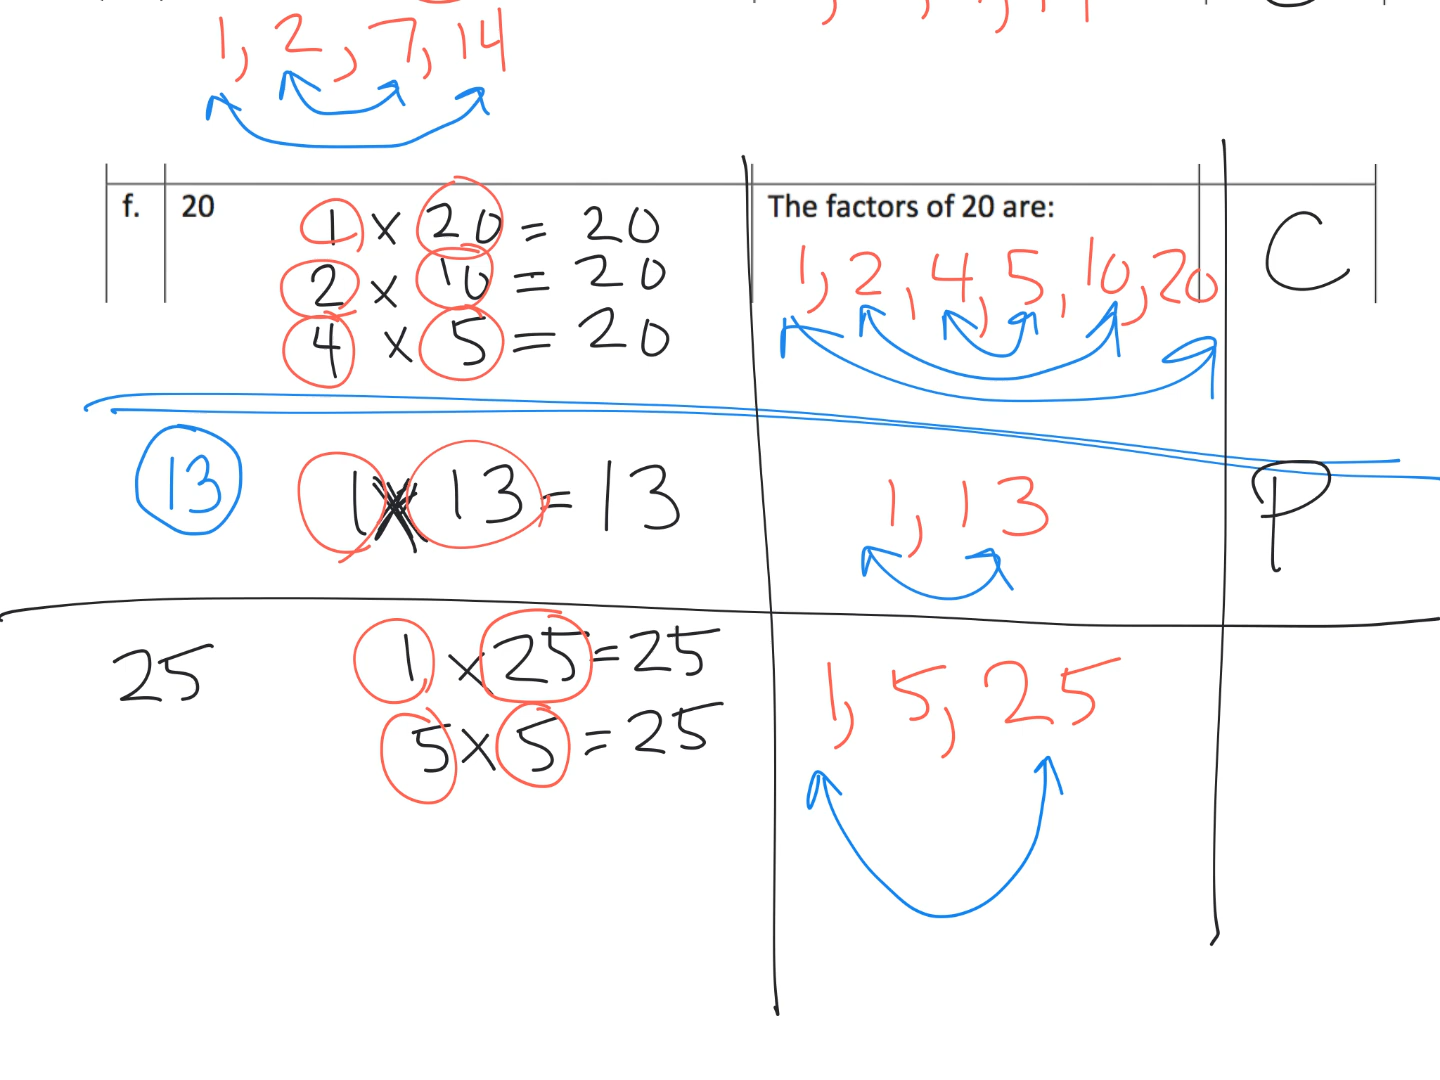 1, 2, 7, 14
f. 20
1 × 20 = 20
2 × 10 = 20
4 × 5 = 20
The factors of 20 are:
1, 2, 4, 5, 10, 20
C
13
1 × 13 = 13
1, 13
P
25
1 × 25 = 25
5 × 5 = 25
1, 5, 25